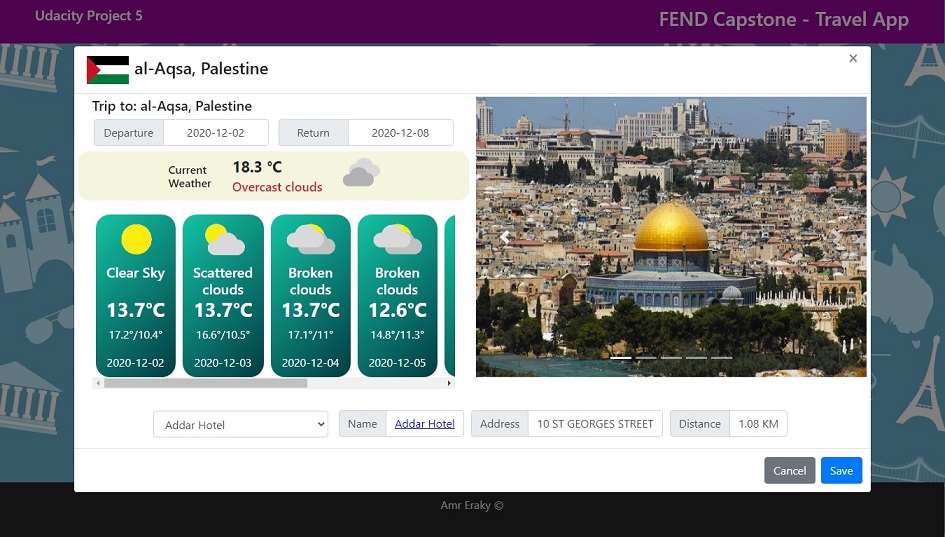 Udacity Project 5
FEND Capstone - Travel App
al-Aqsa, Palestine
×
Trip to: al-Aqsa, Palestine
Departure 2020-12-02 Return 2020-12-08
Current Weather
18.3 °C
Overcast clouds
Clear Sky
13.7°C
17.2°/10.4°
2020-12-02
Scattered
clouds
13.7°C
16.6°/10.5°
2020-12-03
Broken
clouds
13.7°C
17.1°/11°
2020-12-04
Broken
clouds
12.6°C
14.8°/11.3°
2020-12-05
Addar Hotel Name Addar Hotel Address 10 ST GEORGES STREET Distance 1.08 KM
Cancel Save
Amr Eraky ©